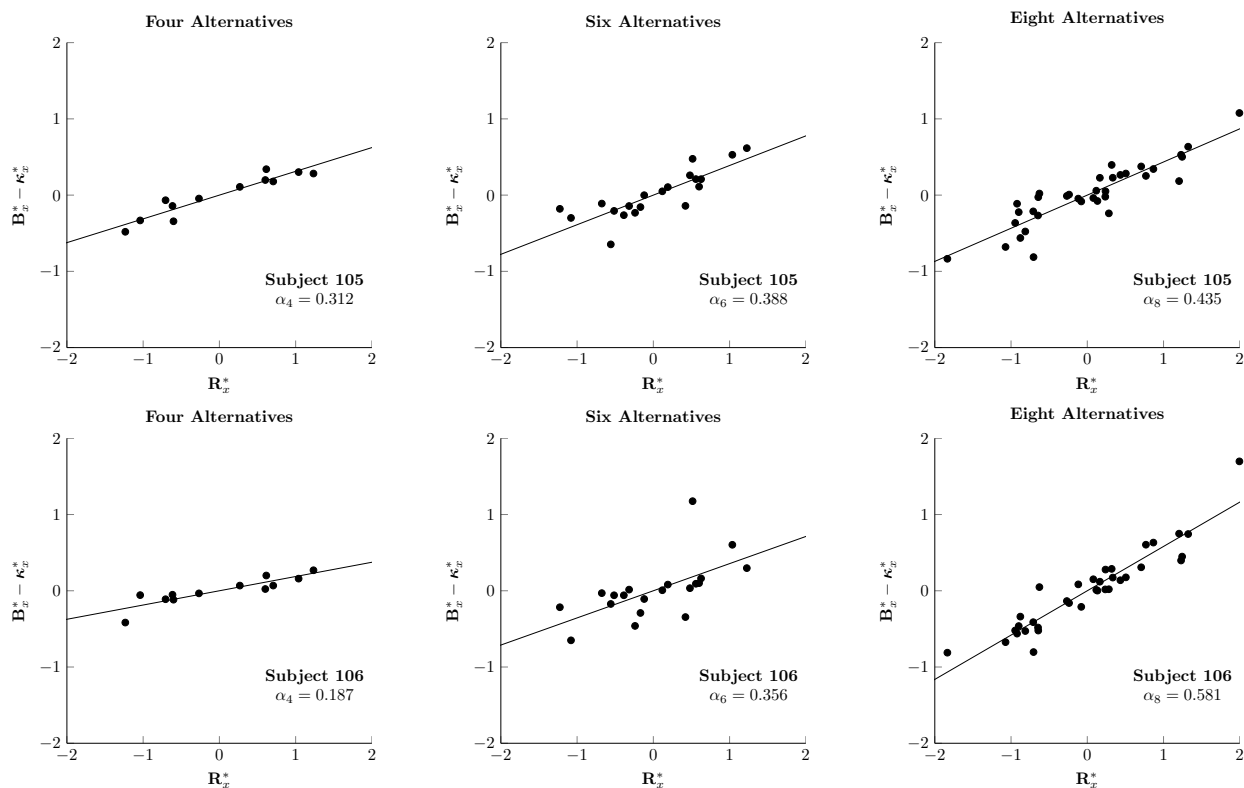 Four Alternatives
2
1
0
−1
−2
B*x − κ*x
−2
−1
0
1
2
R*x
Subject 105
α4 = 0.312
Six Alternatives
2
1
0
−1
−2
B*x − κ*x
−2
−1
0
1
2
R*x
Subject 105
α6 = 0.388
Eight Alternatives
2
1
0
−1
−2
B*x − κ*x
−2
−1
0
1
2
R*x
Subject 105
α8 = 0.435
Four Alternatives
2
1
0
−1
−2
B*x − κ*x
−2
−1
0
1
2
R*x
Subject 106
α4 = 0.187
Six Alternatives
2
1
0
−1
−2
B*x − κ*x
−2
−1
0
1
2
R*x
Subject 106
α6 = 0.356
Eight Alternatives
2
1
0
−1
−2
B*x − κ*x
−2
−1
0
1
2
R*x
Subject 106
α8 = 0.581